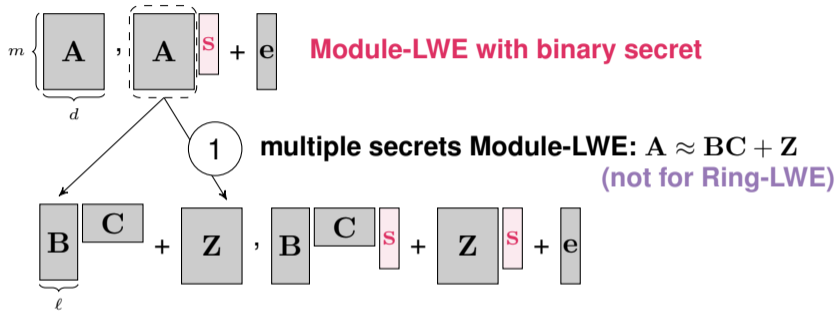 m { A , A s + e Module-LWE with binary secret
d
1 multiple secrets Module-LWE: A ≈ BC + Z
(not for Ring-LWE)
B C + Z , B C s + Z s + e
ℓ